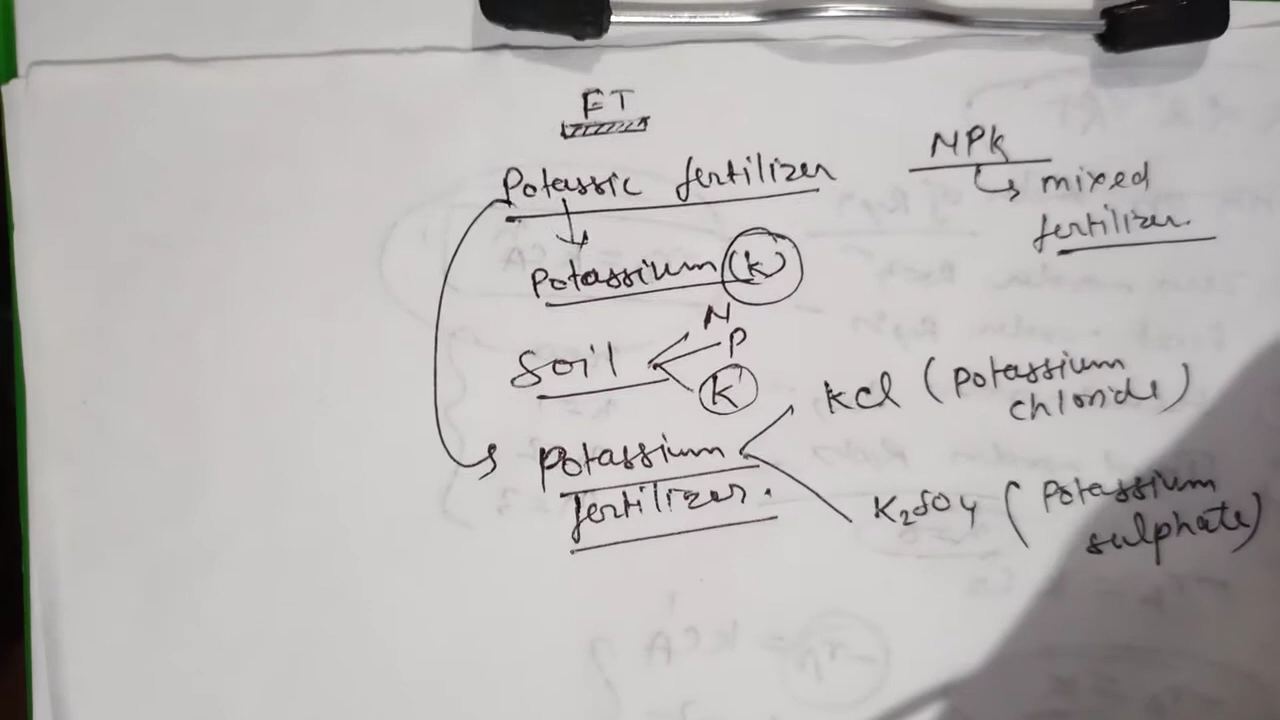 FT
Potassic fertilizer
NPK
mixed
fertilizer.
Potassium (K)
Soil
N
P
K
KCl (Potassium
chloride)
Potassium
fertilizer.
K2SO4 (Potassium
sulphate)